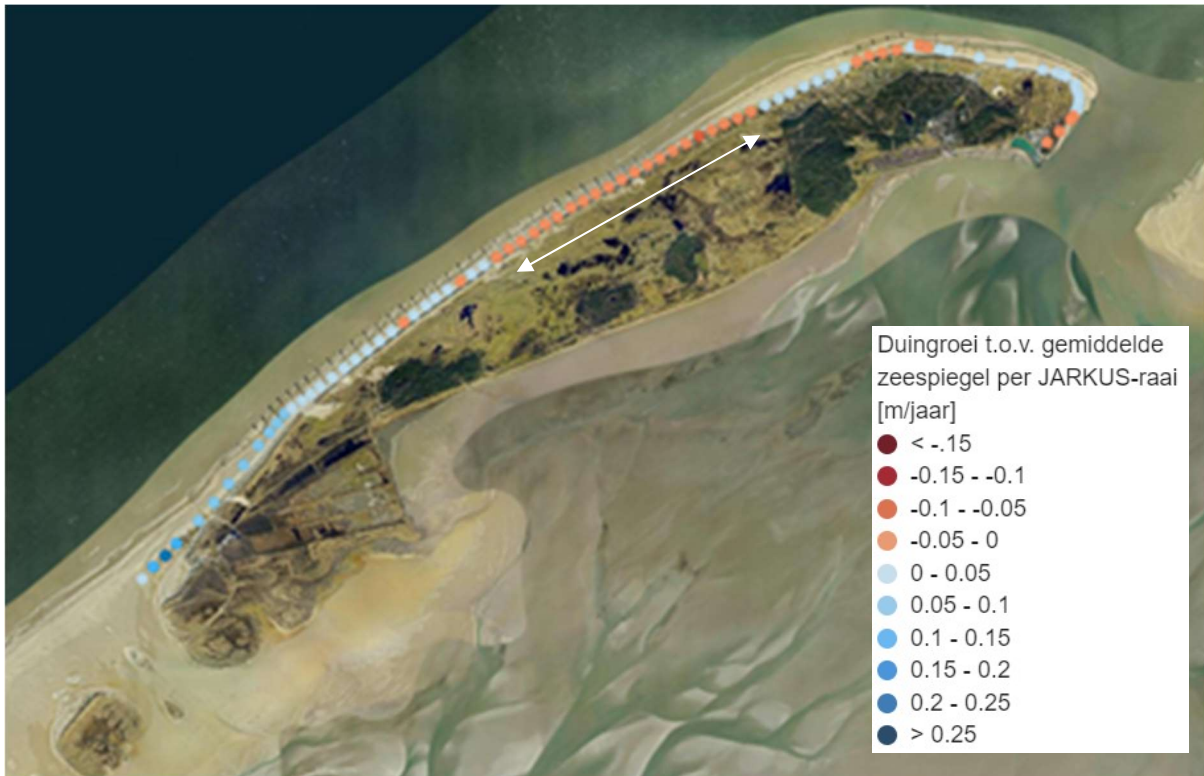 Duingroei t.o.v. gemiddelde
zeespiegel per JARKUS-raai
[m/jaar]
< -.15
-0.15 - -0.1
-0.1 - -0.05
-0.05 - 0
0 - 0.05
0.05 - 0.1
0.1 - 0.15
0.15 - 0.2
0.2 - 0.25
> 0.25